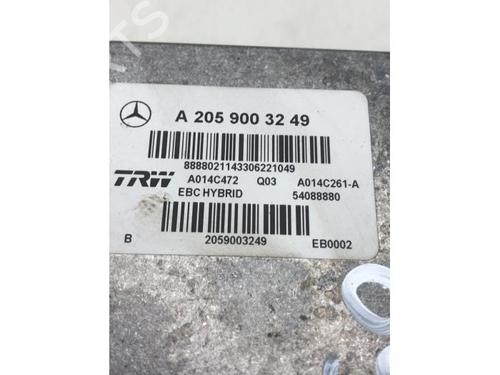 A 205 900 32 49
8888021143306221049
TRW A014C472 Q03 A014C261-A
EBC HYBRID 54088880
B 2059003249 EB0002